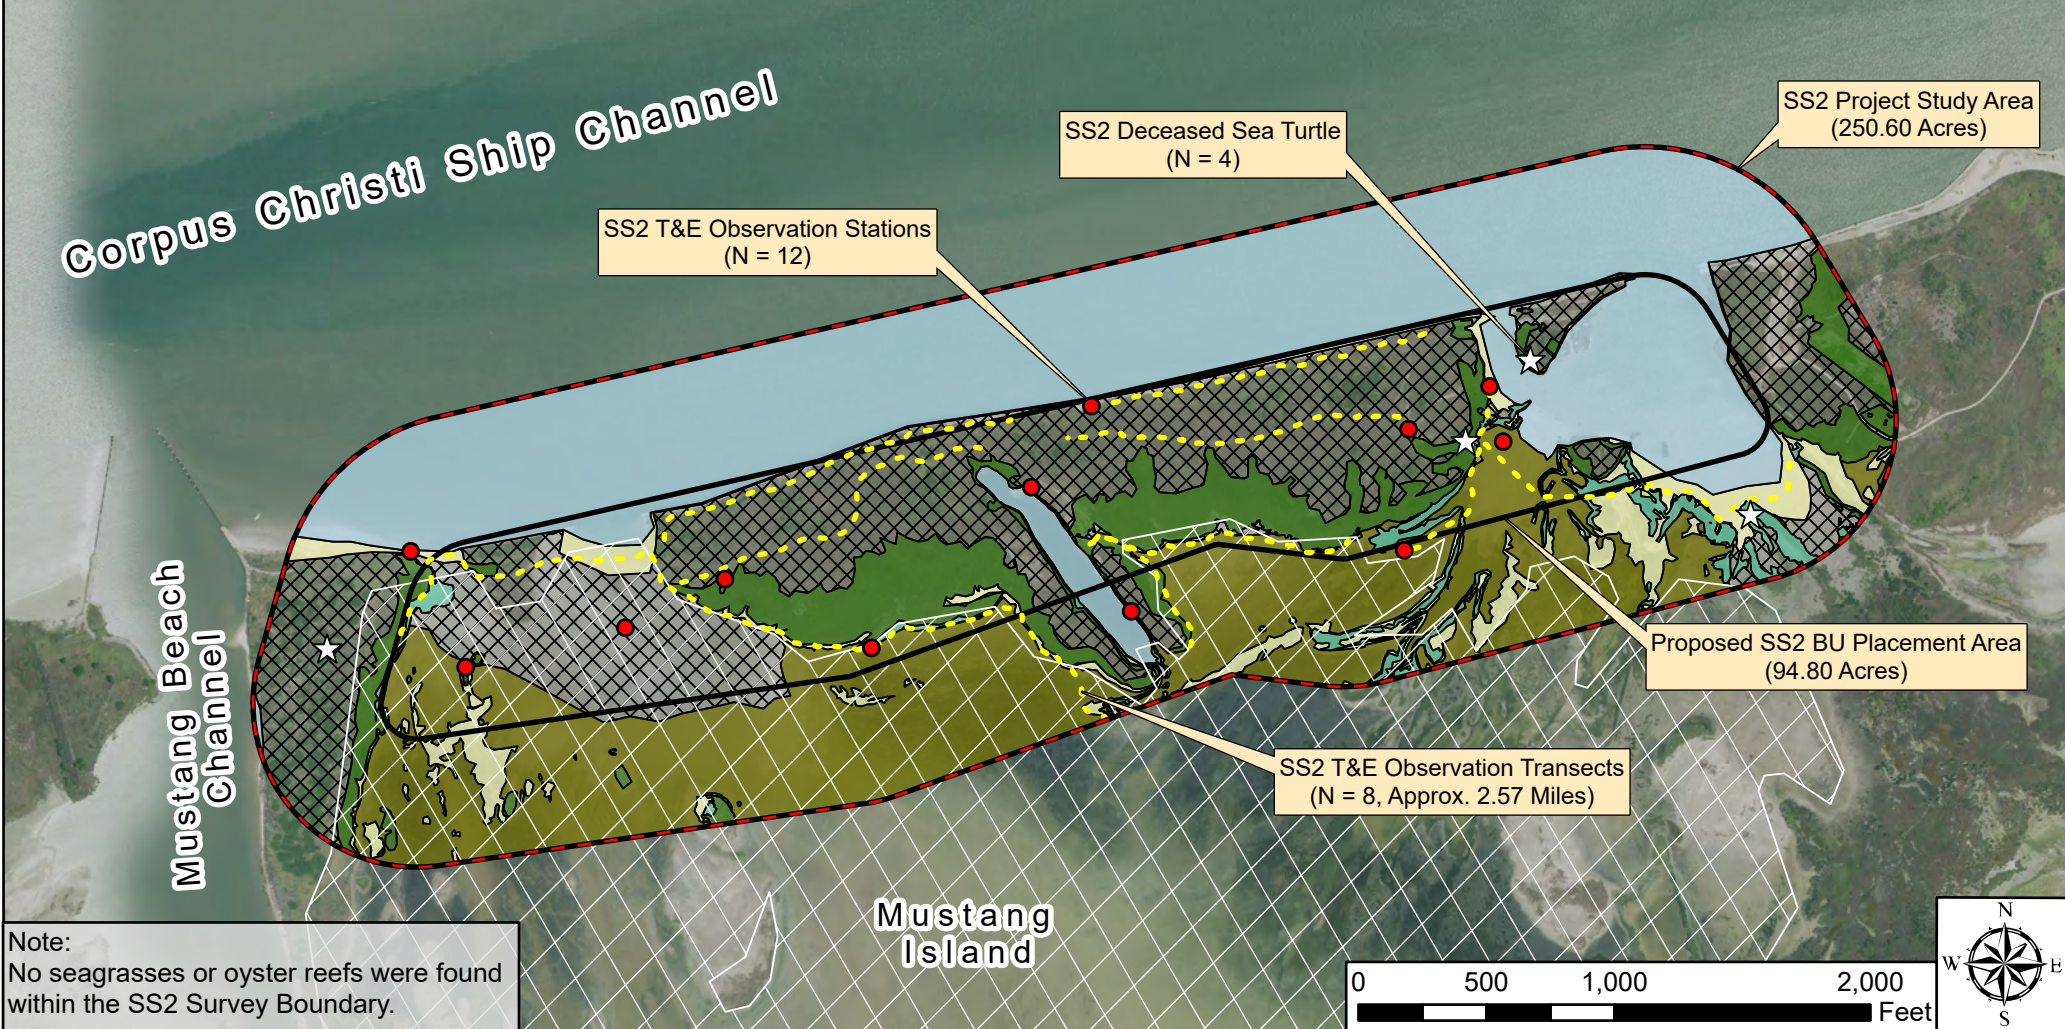 Corpus Christi Ship Channel
SS2 Project Study Area
(250.60 Acres)
SS2 Deceased Sea Turtle
(N = 4)
SS2 T&E Observation Stations
(N = 12)
Mustang Beach
Channel
Proposed SS2 BU Placement Area
(94.80 Acres)
SS2 T&E Observation Transects
(N = 8, Approx. 2.57 Miles)
Mustang
Island
Note:
No seagrasses or oyster reefs were found
within the SS2 Survey Boundary.
0 500 1,000 2,000
Feet
N
W E
S